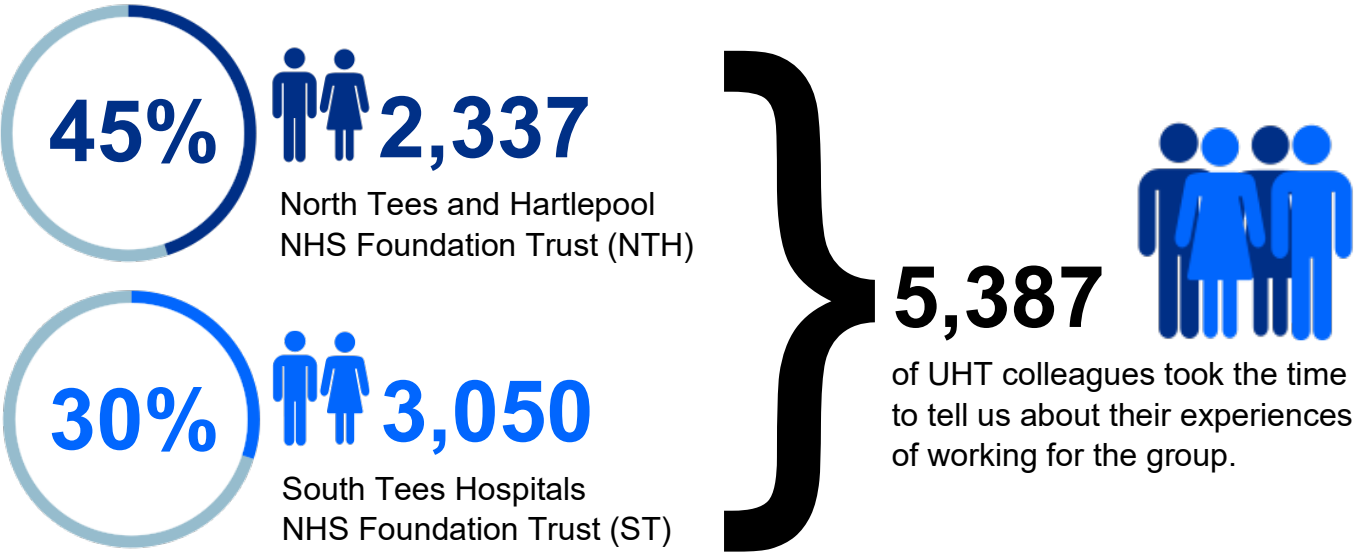 45%
2,337
North Tees and Hartlepool
NHS Foundation Trust (NTH)
30%
3,050
South Tees Hospitals
NHS Foundation Trust (ST)
}
5,387
of UHT colleagues took the time
to tell us about their experiences
of working for the group.